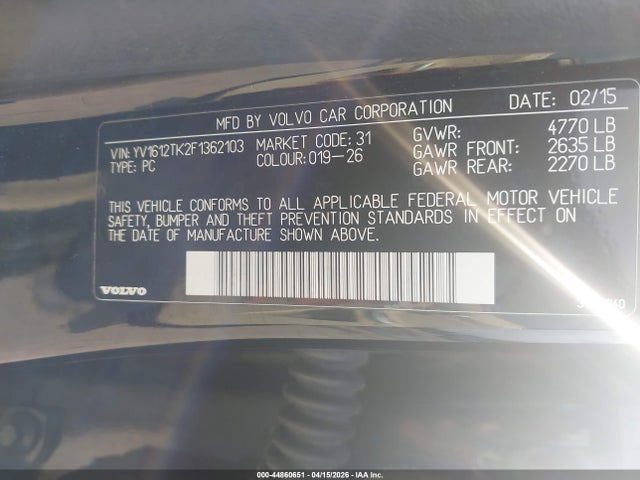 MFD BY VOLVO CAR CORPORATION DATE: 02/15
VIN: YV1612TK2F1362103 MARKET CODE: 31 GVWR: 4770 LB
TYPE: PC COLOUR: 019-26 GAWR FRONT: 2635 LB
GAWR REAR: 2270 LB
THIS VEHICLE CONFORMS TO ALL APPLICABLE FEDERAL MOTOR VEHICLE
SAFETY, BUMPER AND THEFT PREVENTION STANDARDS IN EFFECT ON
THE DATE OF MANUFACTURE SHOWN ABOVE.
VOLVO
000-44860651 - 04/15/2026 - IAA Inc.